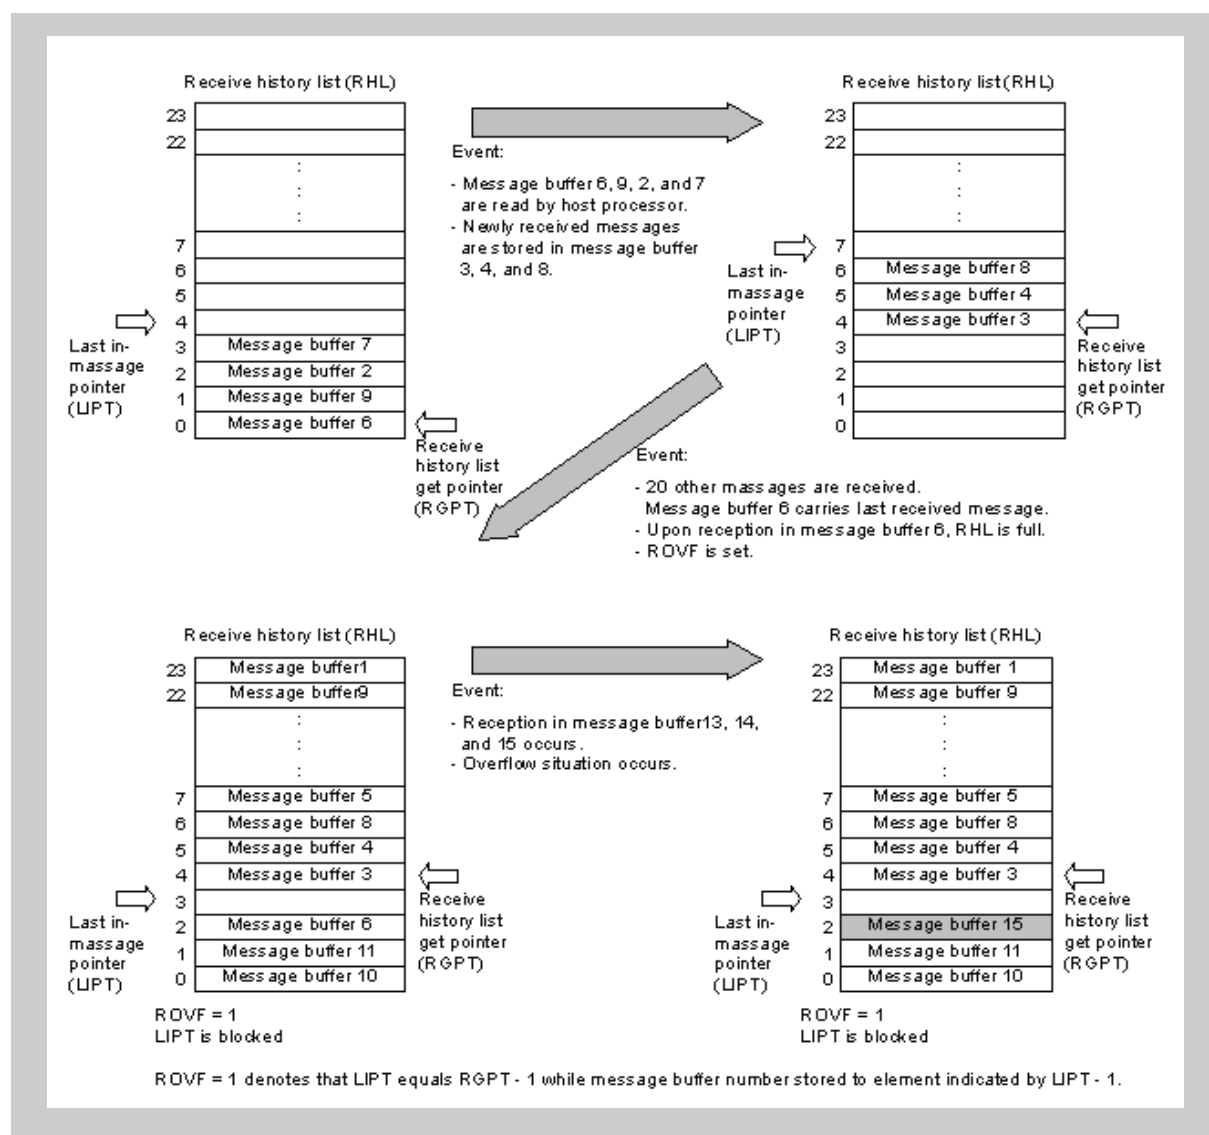 Receive history list (RHL)
23
22
:
:
:
7
6
5
4
3 Message buffer 7
2 Message buffer 2
1 Message buffer 9
0 Message buffer 6
Last in-
massage
pointer
(LIPT)
Receive
history list
get pointer
(RGPT)
Event:
- Message buffer 6, 9, 2, and 7
are read by host processor.
- Newly received messages
are stored in message buffer
3, 4, and 8.
Receive history list (RHL)
23
22
:
:
:
7
6 Message buffer 8
5 Message buffer 4
4 Message buffer 3
3
2
1
0
Last in-
massage
pointer
(LIPT)
Receive
history list
get pointer
(RGPT)
Event:
- 20 other massages are received.
Message buffer 6 carries last received message.
- Upon reception in message buffer 6, RHL is full.
- ROVF is set.
Receive history list (RHL)
23 Message buffer1
22 Message buffer9
:
:
:
7 Message buffer 5
6 Message buffer 8
5 Message buffer 4
4 Message buffer 3
3
2 Message buffer 6
1 Message buffer 11
0 Message buffer 10
Last in-
massage
pointer
(LIPT)
Receive
history list
get pointer
(RGPT)
ROVF = 1
LIPT is blocked
Event:
- Reception in message buffer13, 14,
and 15 occurs.
- Overflow situation occurs.
Receive history list (RHL)
23 Message buffer 1
22 Message buffer 9
:
:
:
7 Message buffer 5
6 Message buffer 8
5 Message buffer 4
4 Message buffer 3
3
2 Message buffer 15
1 Message buffer 11
0 Message buffer 10
Last in-
massage
pointer
(LIPT)
Receive
history list
get pointer
(RGPT)
ROVF = 1
LIPT is blocked
ROVF = 1 denotes that LIPT equals RGPT - 1 while message buffer number stored to element indicated by LIPT - 1.